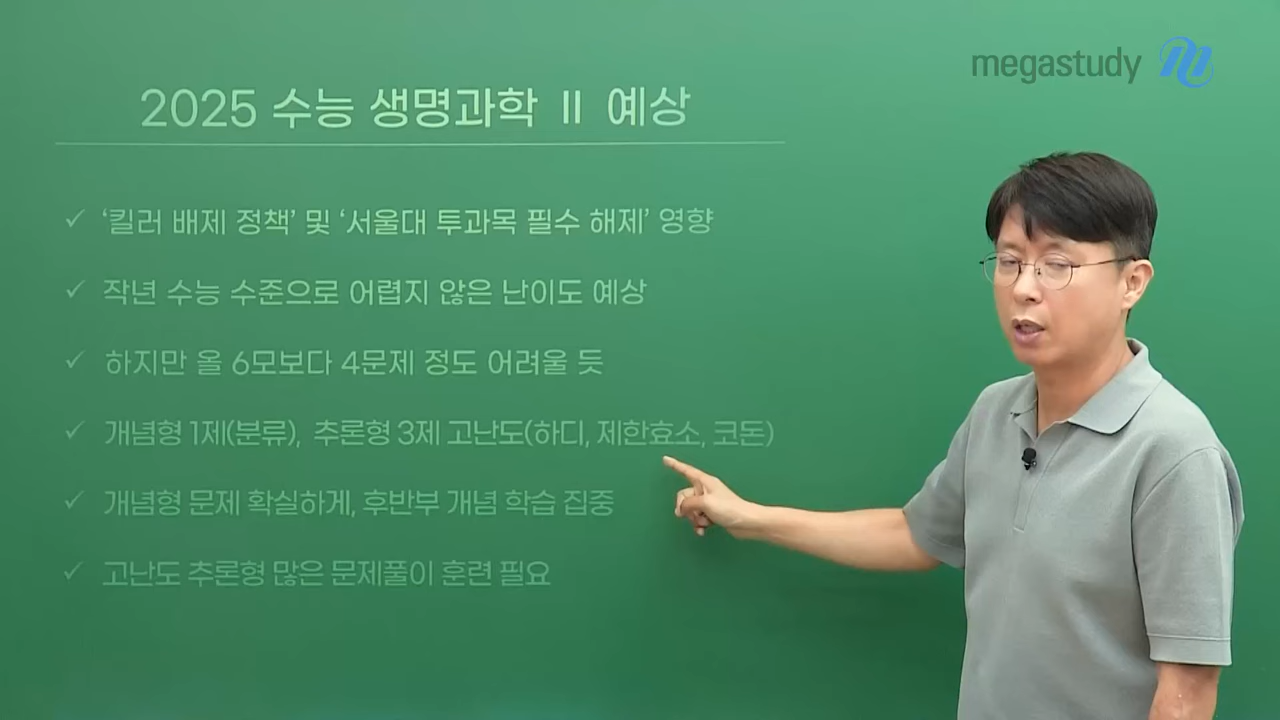 megastudy
2025 수능 생명과학 Ⅱ 예상
‘킬러 배제 정책’ 및 ‘서울대 투과목 필수 해제’ 영향
작년 수능 수준으로 어렵지 않은 난이도 예상
하지만 올 6모보다 4문제 정도 어려울 듯
개념형 1제(분류), 추론형 3제 고난도(하디, 제한효소, 코돈)
개념형 문제 확실하게, 후반부 개념 학습 집중
고난도 추론형 많은 문제풀이 훈련 필요